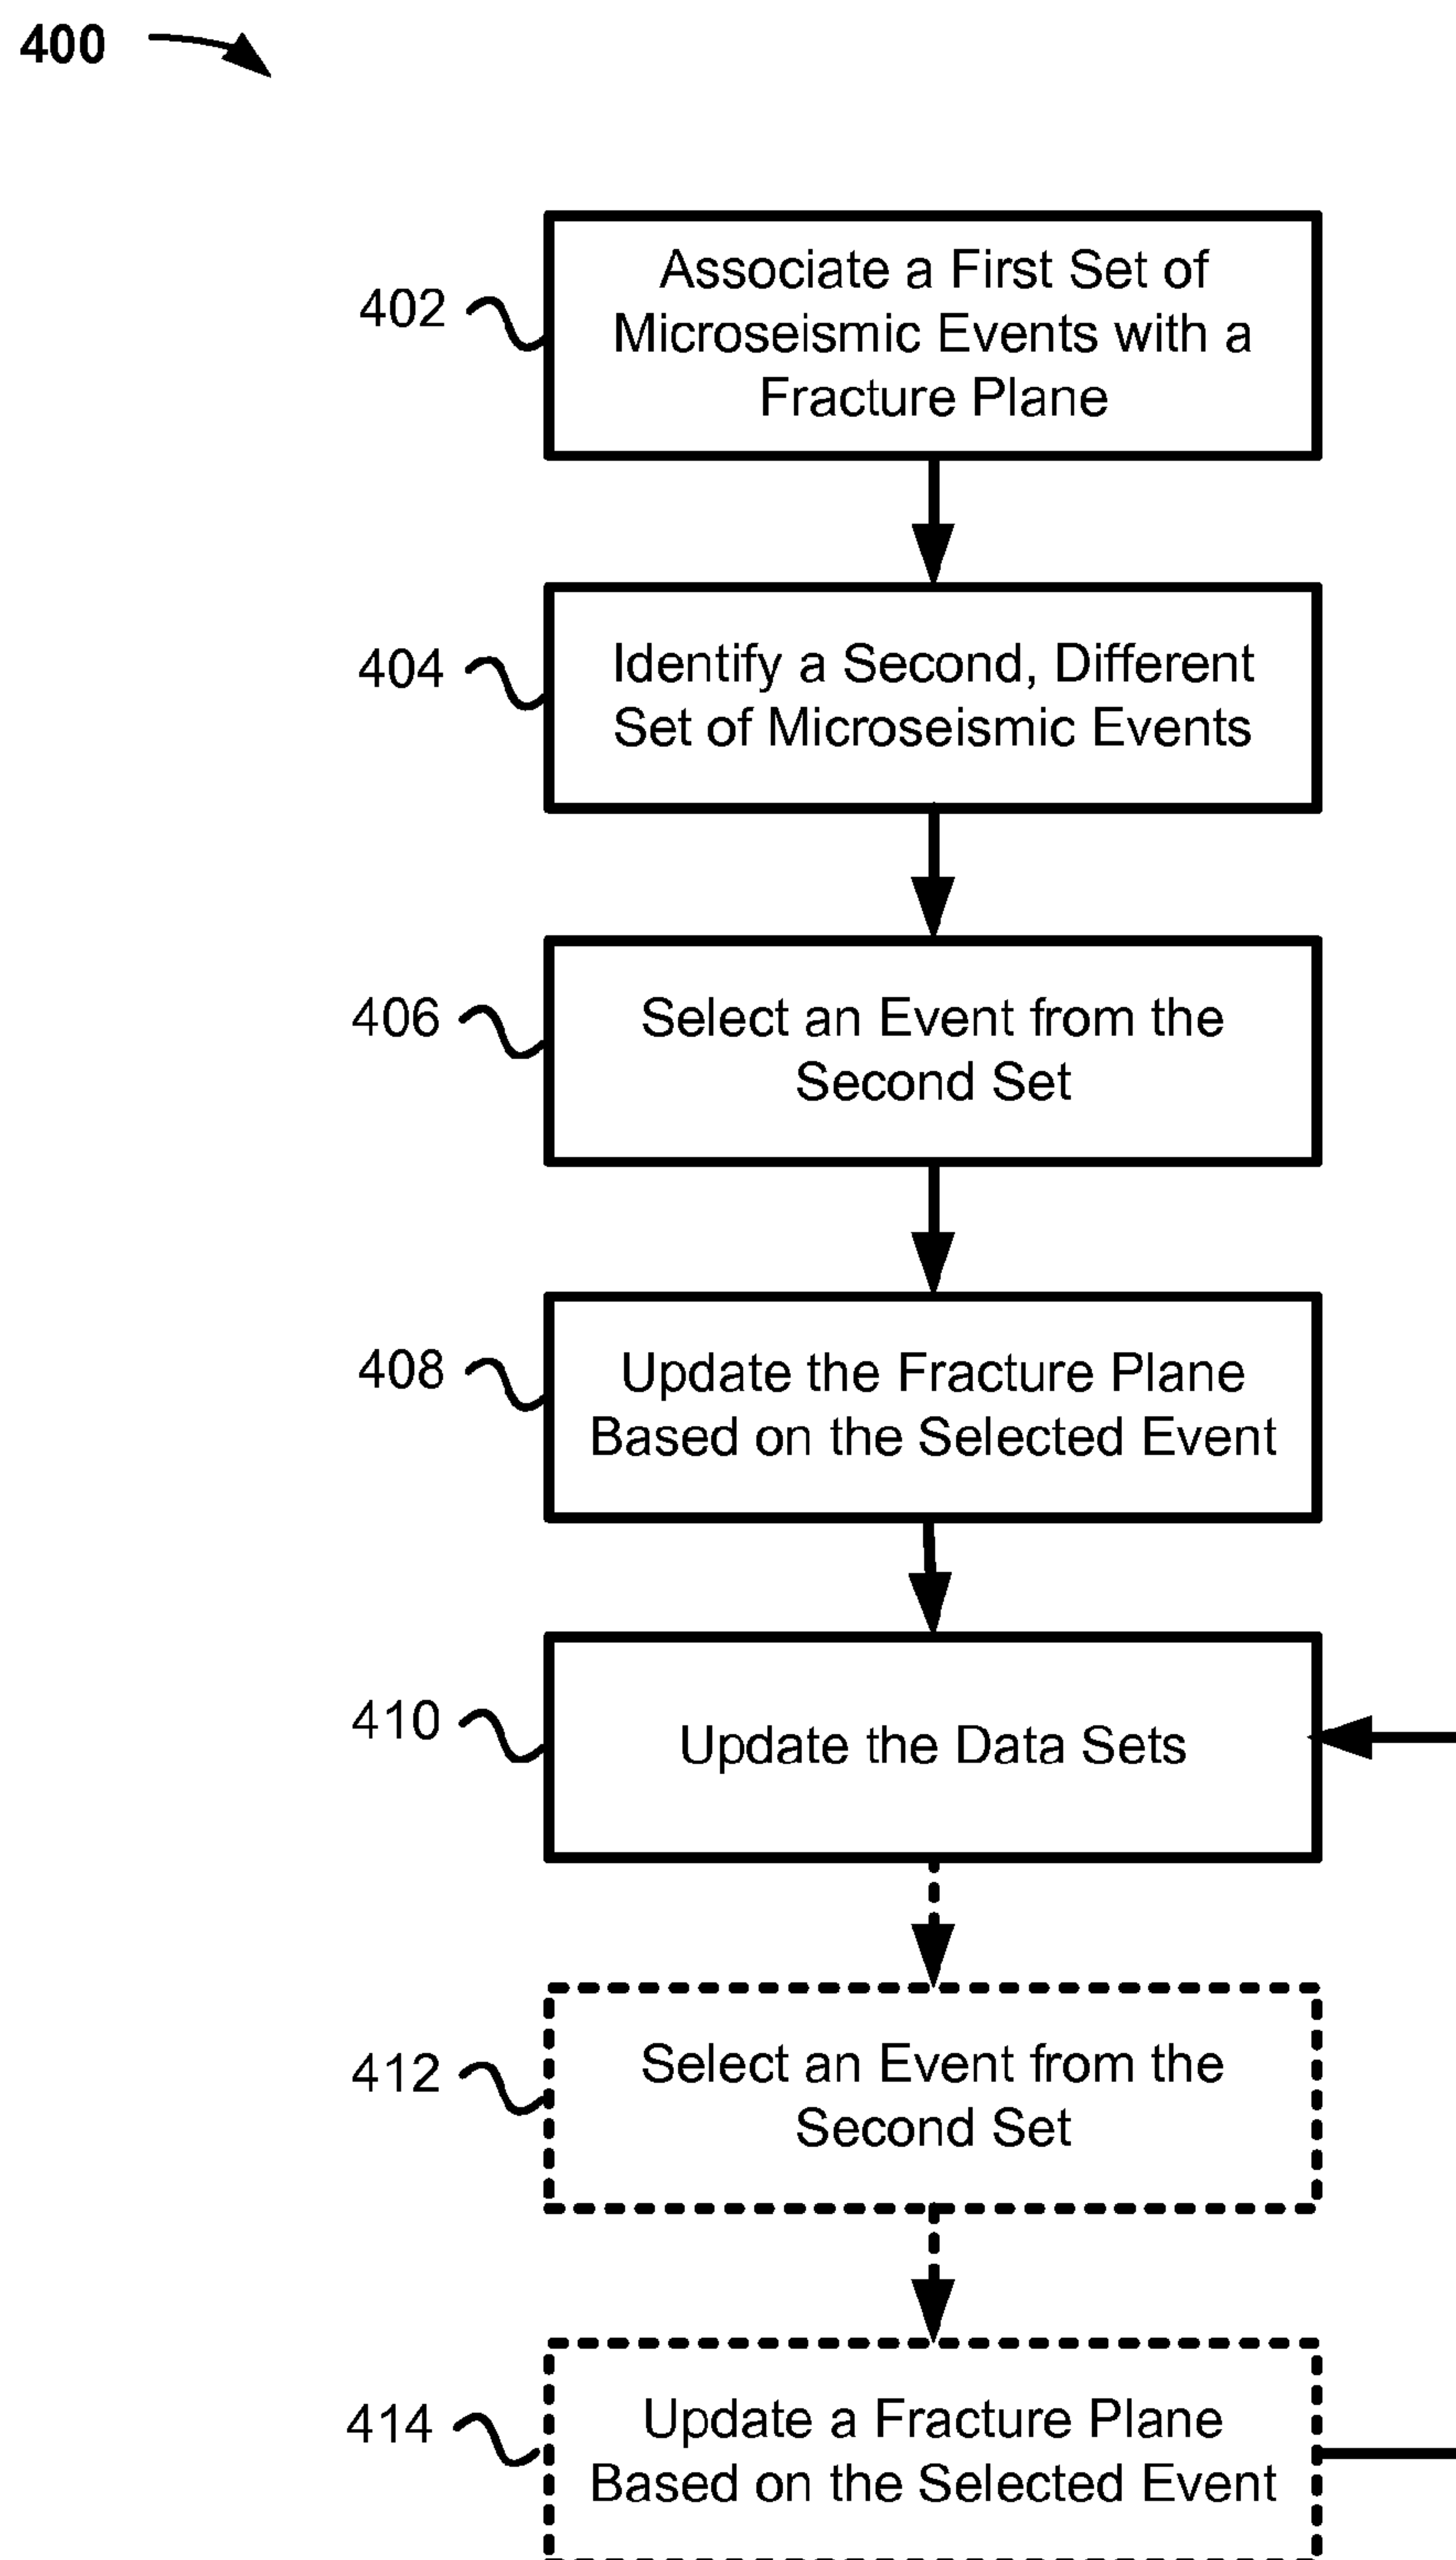 400
402
Associate a First Set of
Microseismic Events with a
Fracture Plane
404
Identify a Second, Different
Set of Microseismic Events
406
Select an Event from the
Second Set
408
Update the Fracture Plane
Based on the Selected Event
410
Update the Data Sets
412
Select an Event from the
Second Set
414
Update a Fracture Plane
Based on the Selected Event